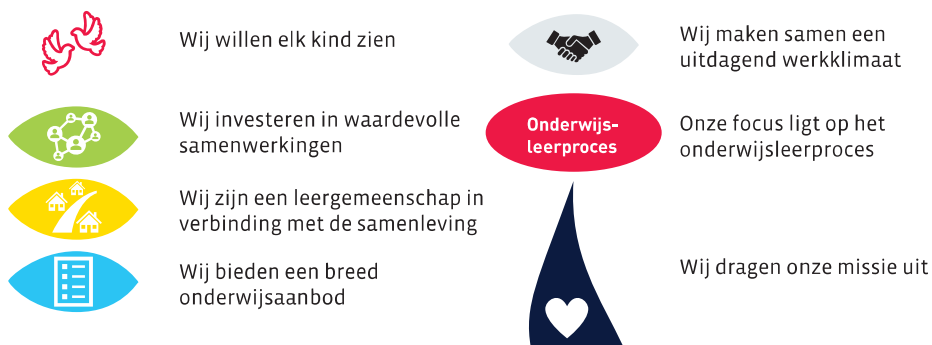 Wij willen elk kind zien
Wij investeren in waardevolle
samenwerkingen
Wij zijn een leergemeenschap in
verbinding met de samenleving
Wij bieden een breed
onderwijsaanbod
Wij maken samen een
uitdagend werkklimaat
Onderwijs-
leerproces
Onze focus ligt op het
onderwijsleerproces
Wij dragen onze missie uit